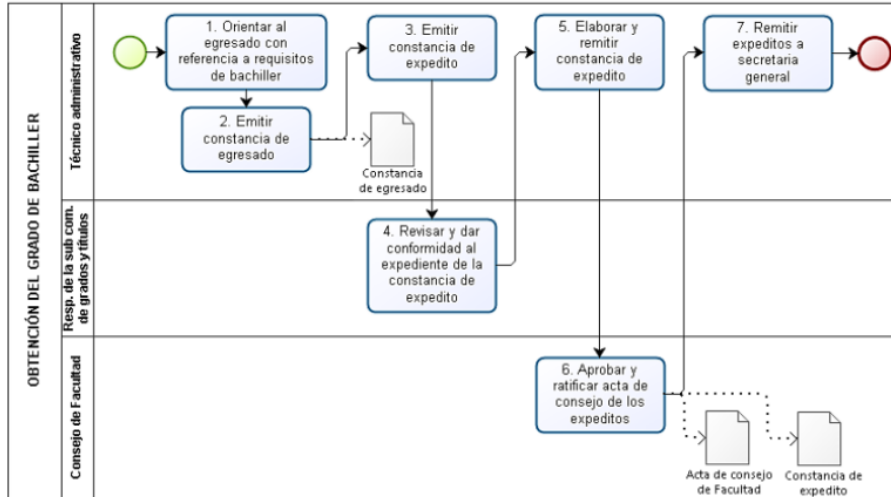 OBTENCIÓN DEL GRADO DE BACHILLER
Técnico administrativo
1. Orientar al
egresado con
referencia a requisitos
de bachiller
2. Emitir
constancia de
egresado
3. Emitir
constancia de
expedito
Constancia
de egresado
5. Elaborar y
remitir
constancia de
expedito
7. Remitir
expeditos a
secretaria
general
Resp. de la sub com.
de grados y títulos
4. Revisar y dar
conformidad al
expediente de la
constancia de
expedito
Consejo de Facultad
6. Aprobar y
ratificar acta de
consejo de los
expeditos
Acta de consejo
de Facultad
Constancia de
expedito